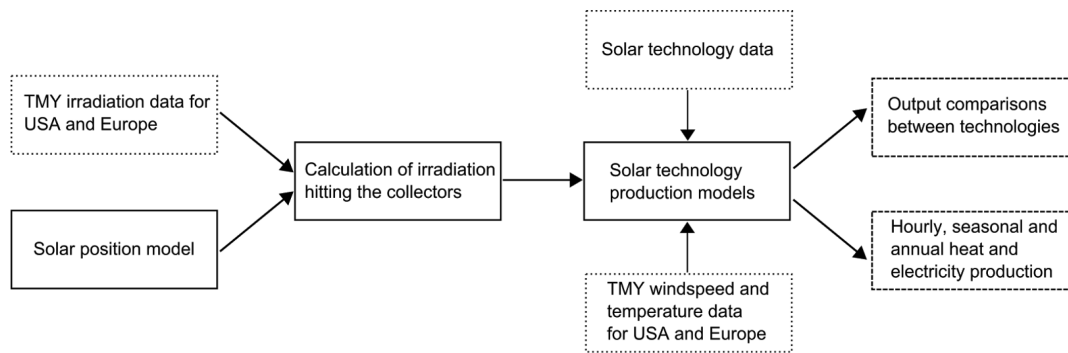 TMY irradiation data for
USA and Europe
Solar position model
Calculation of irradiation
hitting the collectors
Solar technology data
Solar technology
production models
TMY windspeed and
temperature data
for USA and Europe
Output comparisons
between technologies
Hourly, seasonal and
annual heat and
electricity production